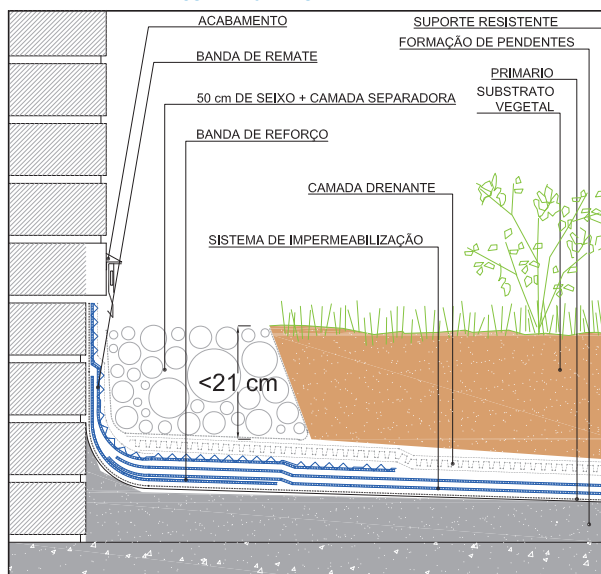 ACABAMENTO
SUPORTE RESISTENTE
FORMAÇÃO DE PENDENTES
BANDA DE REMATE
PRIMARIO
SUBSTRATO
VEGETAL
50 cm DE SEIXO + CAMADA SEPARADORA
BANDA DE REFORÇO
CAMADA DRENANTE
SISTEMA DE IMPERMEABILIZAÇÃO
<21 cm